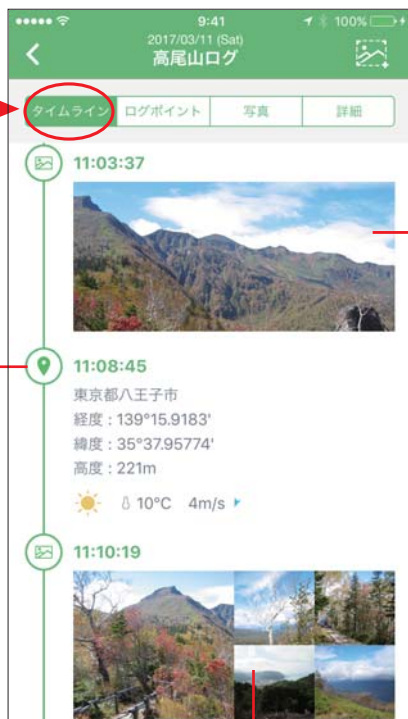 9:41
100%
2017/03/11 (Sat)
高尾山ログ
タイムライン ログポイント 写真 詳細
11:03:37
11:08:45
東京都八王子市
経度 : 139°15.9183'
緯度 : 35°37.95774'
高度 : 221m
10°C 4m/s
11:10:19